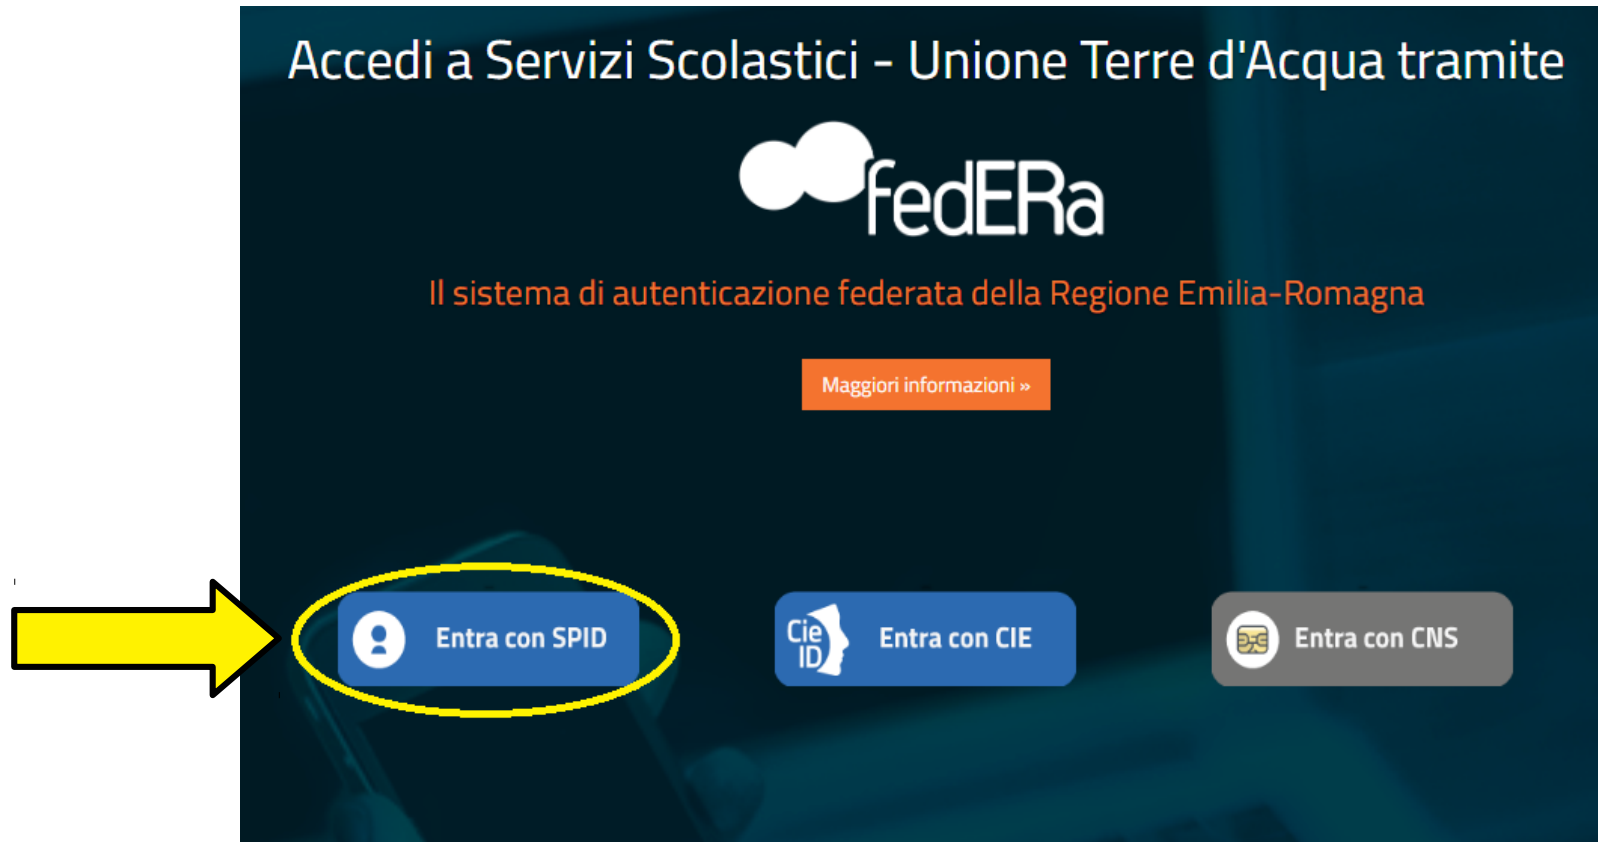 Accedi a Servizi Scolastici - Unione Terre d'Acqua tramite
fedERa
Il sistema di autenticazione federata della Regione Emilia-Romagna
Maggiori informazioni »
Entra con SPID
Cie
ID
Entra con CIE
Entra con CNS